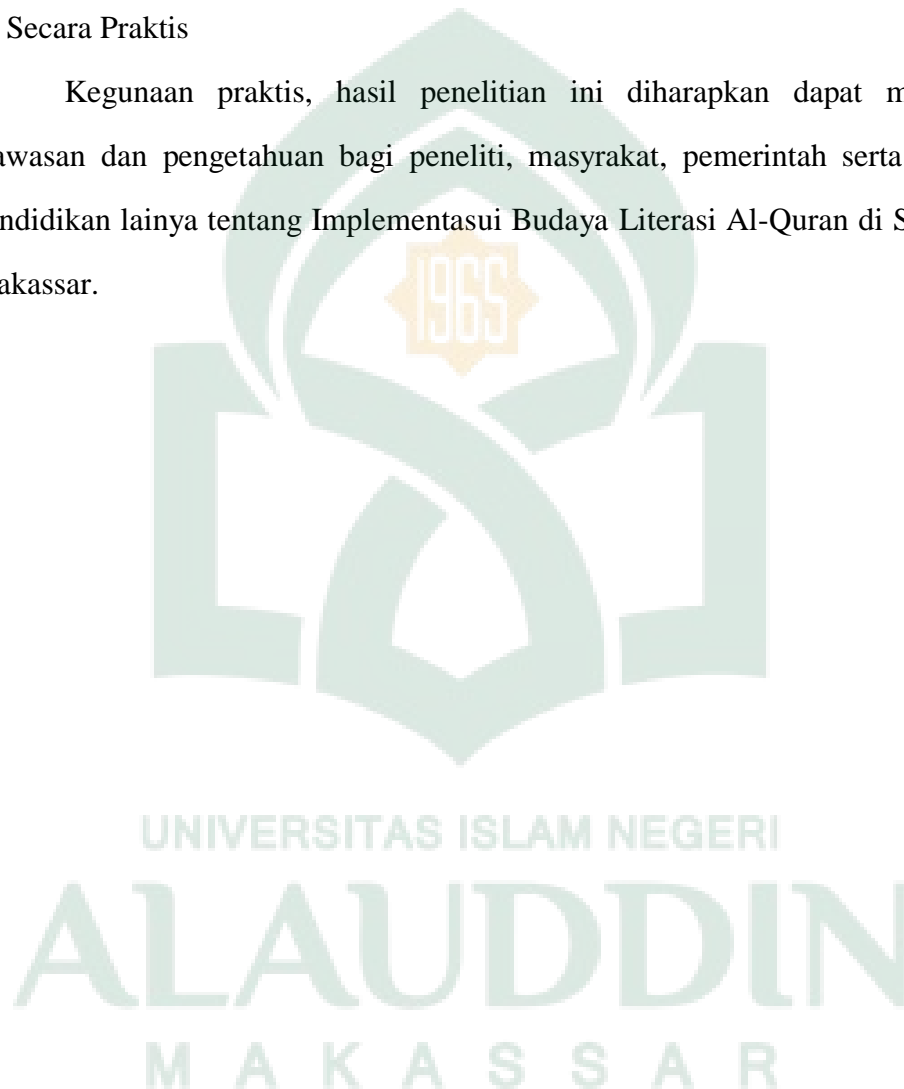 Secara Praktis
Kegunaan praktis, hasil penelitian ini diharapkan dapat m
awasan dan pengetahuan bagi peneliti, masyrakat, pemerintah serta
ndidikan lainya tentang Implementasui Budaya Literasi Al-Quran di S
akassar.
1965
UNIVERSITAS ISLAM NEGERI
ALAUDDIN
MAKASSAR